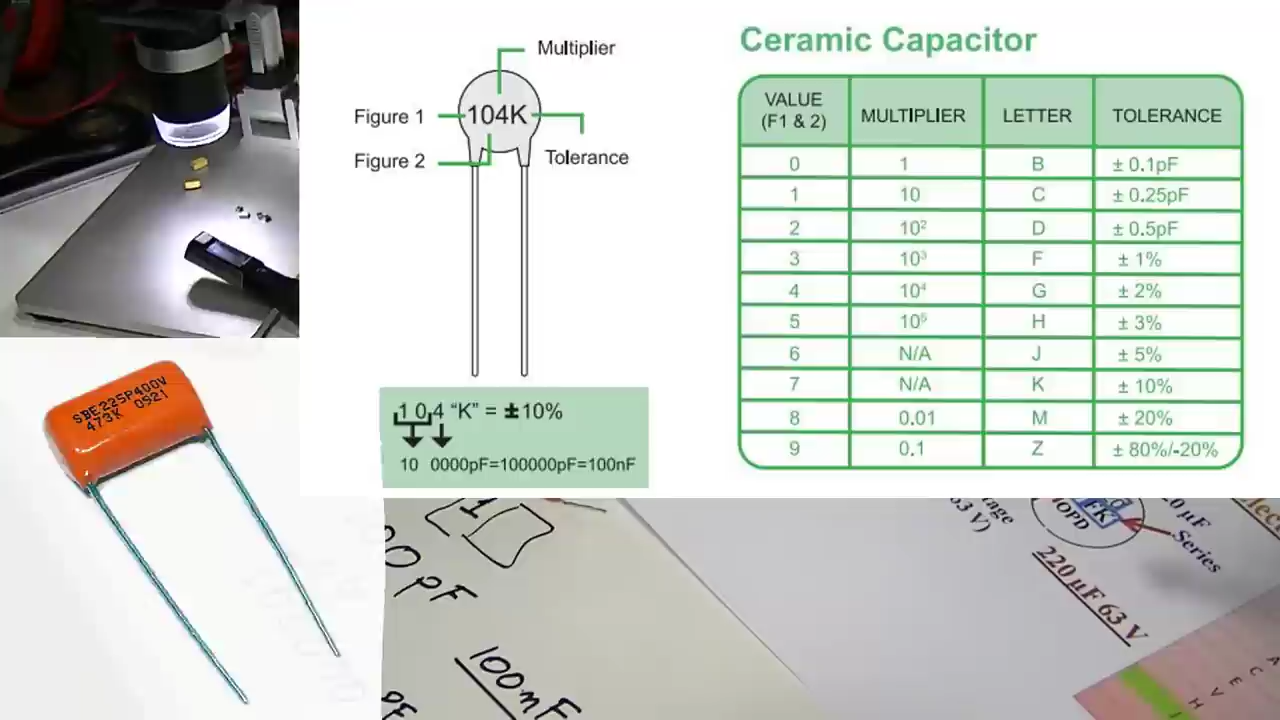 Multiplier
Figure 1
104K
Figure 2
Tolerance
104 “K” = ±10%
10 0000pF=100000pF=100nF
Ceramic Capacitor
VALUE (F1 & 2) MULTIPLIER LETTER TOLERANCE
0 1 B ± 0.1pF
1 10 C ± 0.25pF
2 10² D ± 0.5pF
3 10³ F ± 1%
4 10⁴ G ± 2%
5 10⁵ H ± 3%
6 N/A J ± 5%
7 N/A K ± 10%
8 0.01 M ± 20%
9 0.1 Z ± 80%/-20%
SBE225P400V
473K 0921
1
PF
100nF
PF
FK
Series
220 µF 63 V